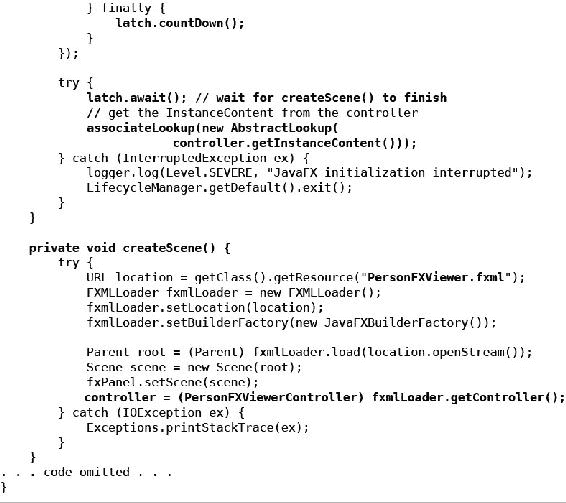 } finally {
                latch.countDown();
            }
        });

        try {
            latch.await(); // wait for createScene() to finish
            // get the InstanceContent from the controller
            associateLookup(new AbstractLookup(
                        controller.getInstanceContent()));
        } catch (InterruptedException ex) {
            logger.log(Level.SEVERE, "JavaFX initialization interrupted");
            LifecycleManager.getDefault().exit();
        }
    }

    private void createScene() {
        try {
            URL location = getClass().getResource("PersonFXViewer.fxml");
            FXMLLoader fxmlLoader = new FXMLLoader();
            fxmlLoader.setLocation(location);
            fxmlLoader.setBuilderFactory(new JavaFXBuilderFactory());

            Parent root = (Parent) fxmlLoader.load(location.openStream());
            Scene scene = new Scene(root);
            fxPanel.setScene(scene);
            controller = (PersonFXViewerController) fxmlLoader.getController();
        } catch (IOException ex) {
            Exceptions.printStackTrace(ex);
        }
    }
. . . code omitted . . .
}